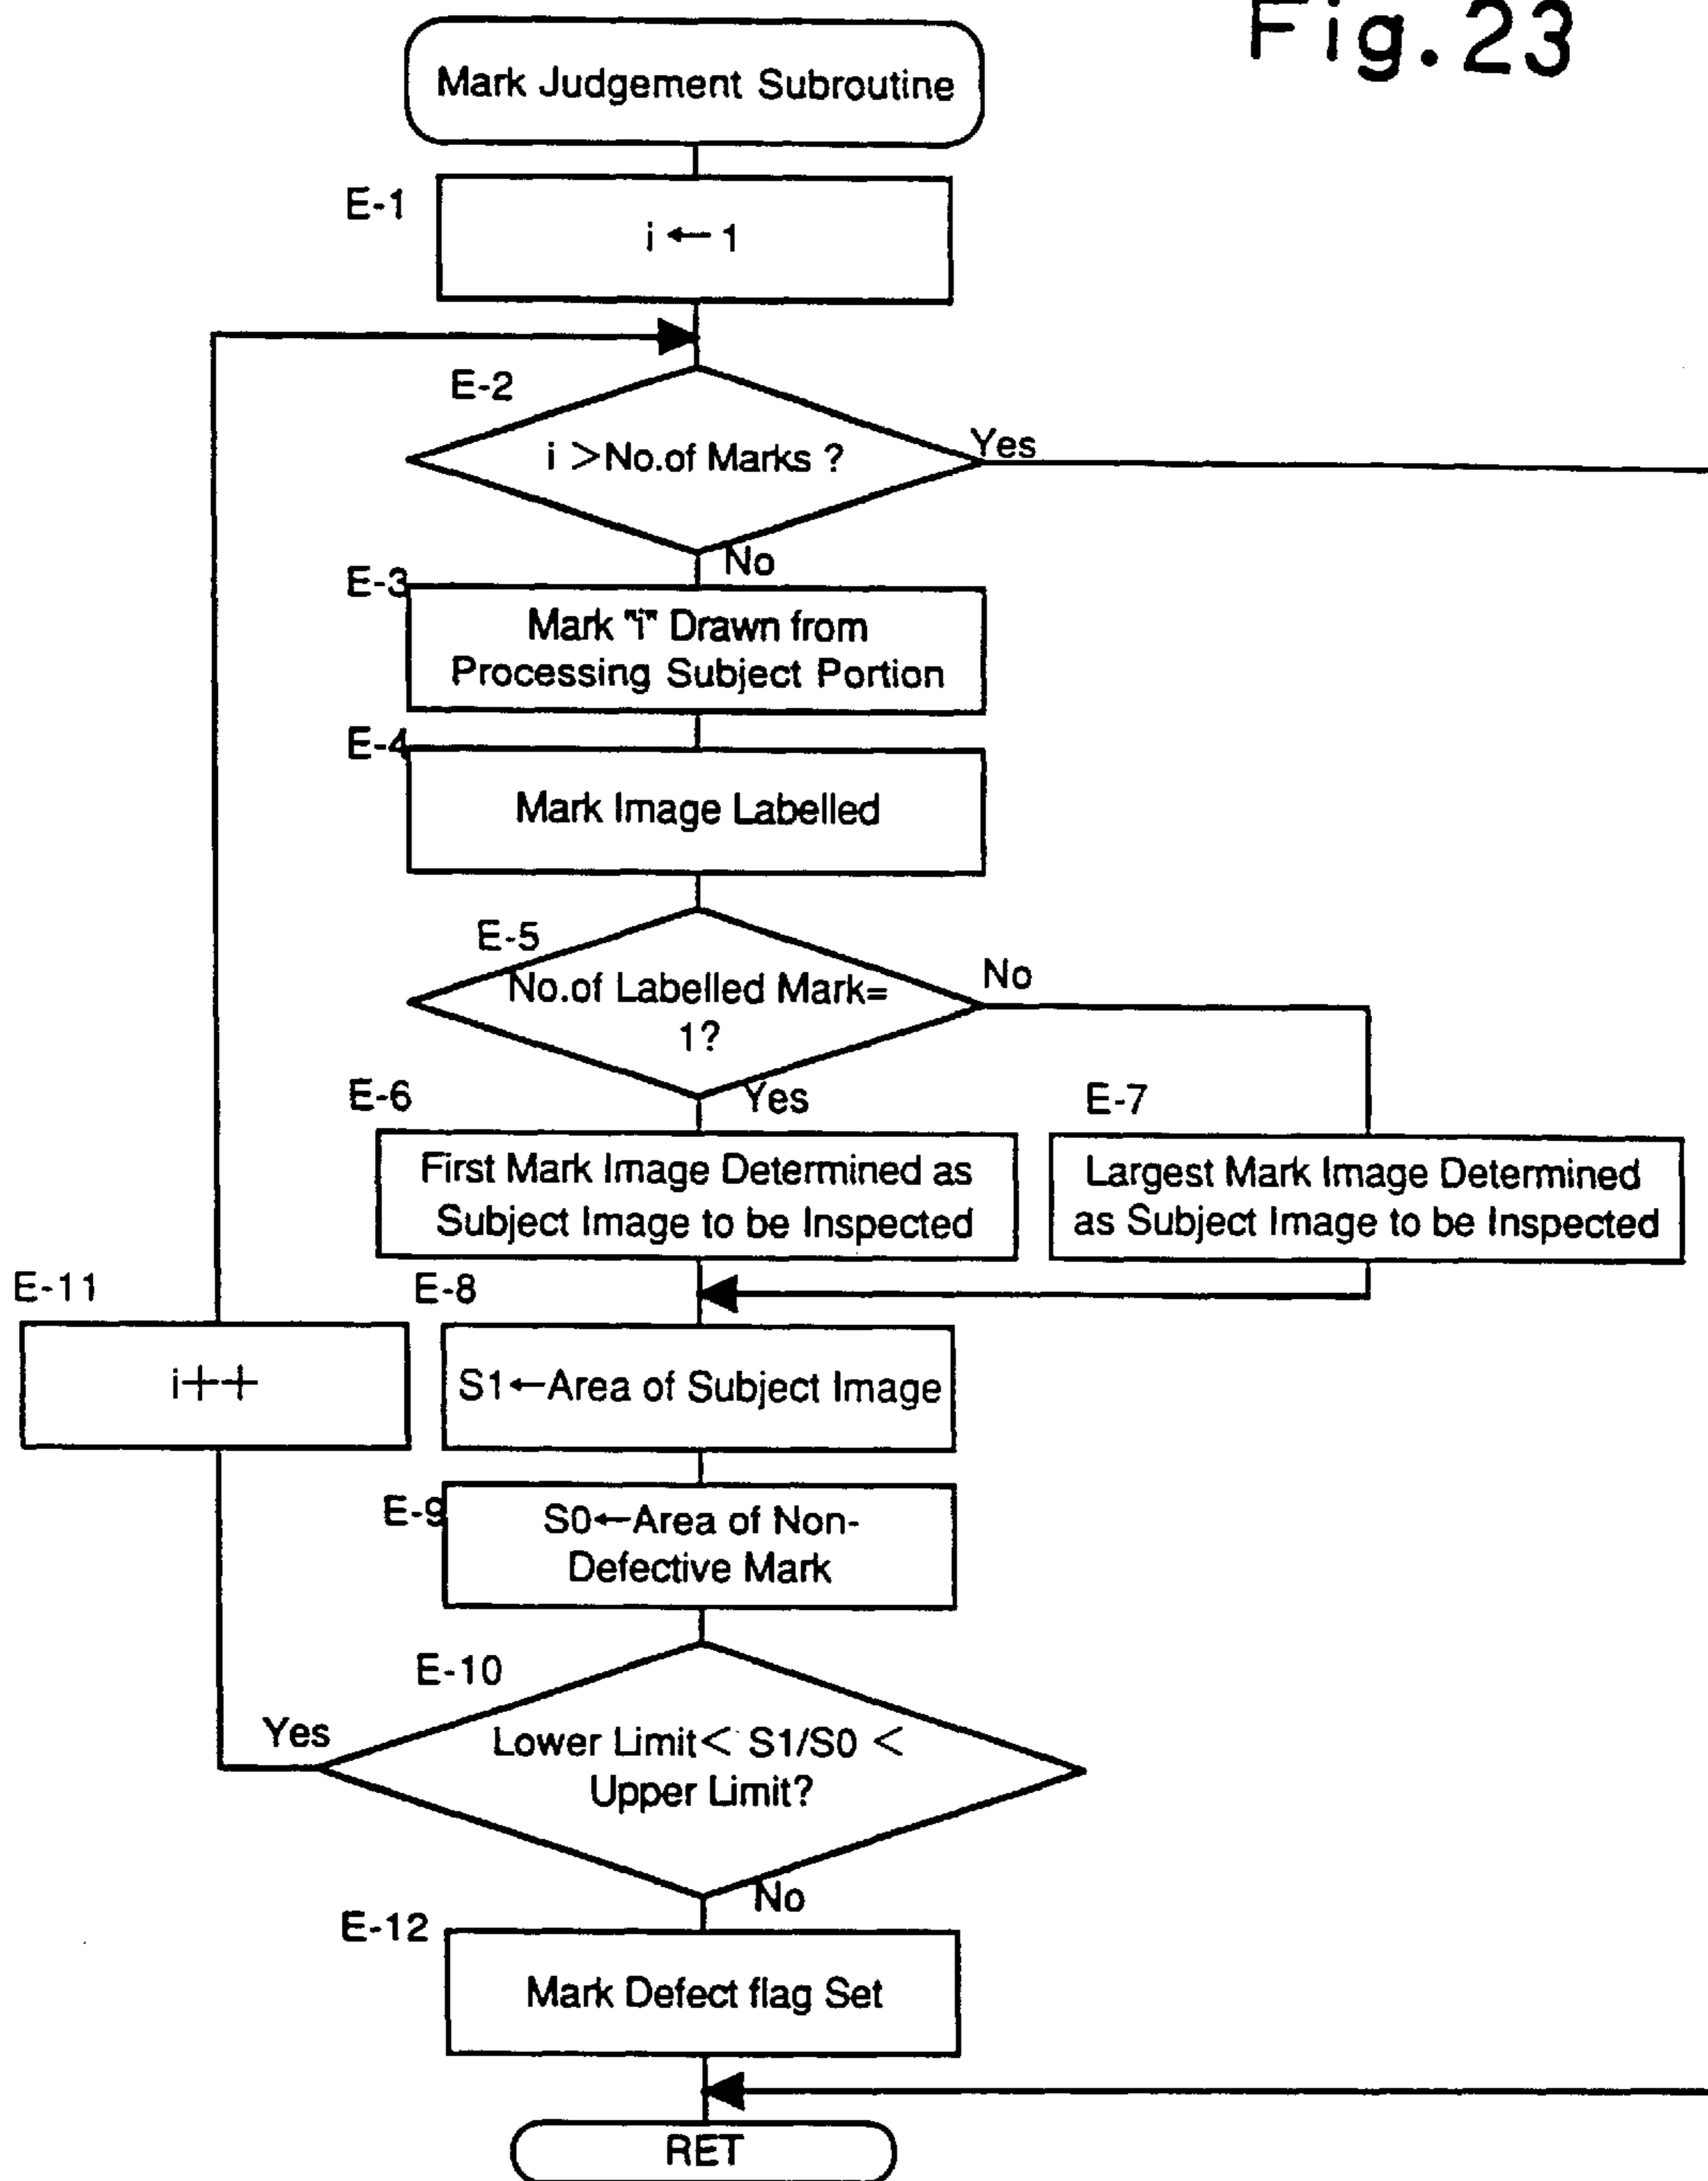 Fig.23
Mark Judgement Subroutine
E-1
i ← 1
E-2
i >No.of Marks ?
Yes
No
E-3
Mark "i" Drawn from
Processing Subject Portion
E-4
Mark Image Labelled
E-5
No.of Labelled Mark=
1?
No
Yes
E-6
First Mark Image Determined as
Subject Image to be Inspected
E-7
Largest Mark Image Determined
as Subject Image to be Inspected
E-11
i++
E-8
S1←Area of Subject Image
E-9
S0←Area of Non-
Defective Mark
E-10
Yes
Lower Limit< S1/S0 <
Upper Limit?
No
E-12
Mark Defect flag Set
RET